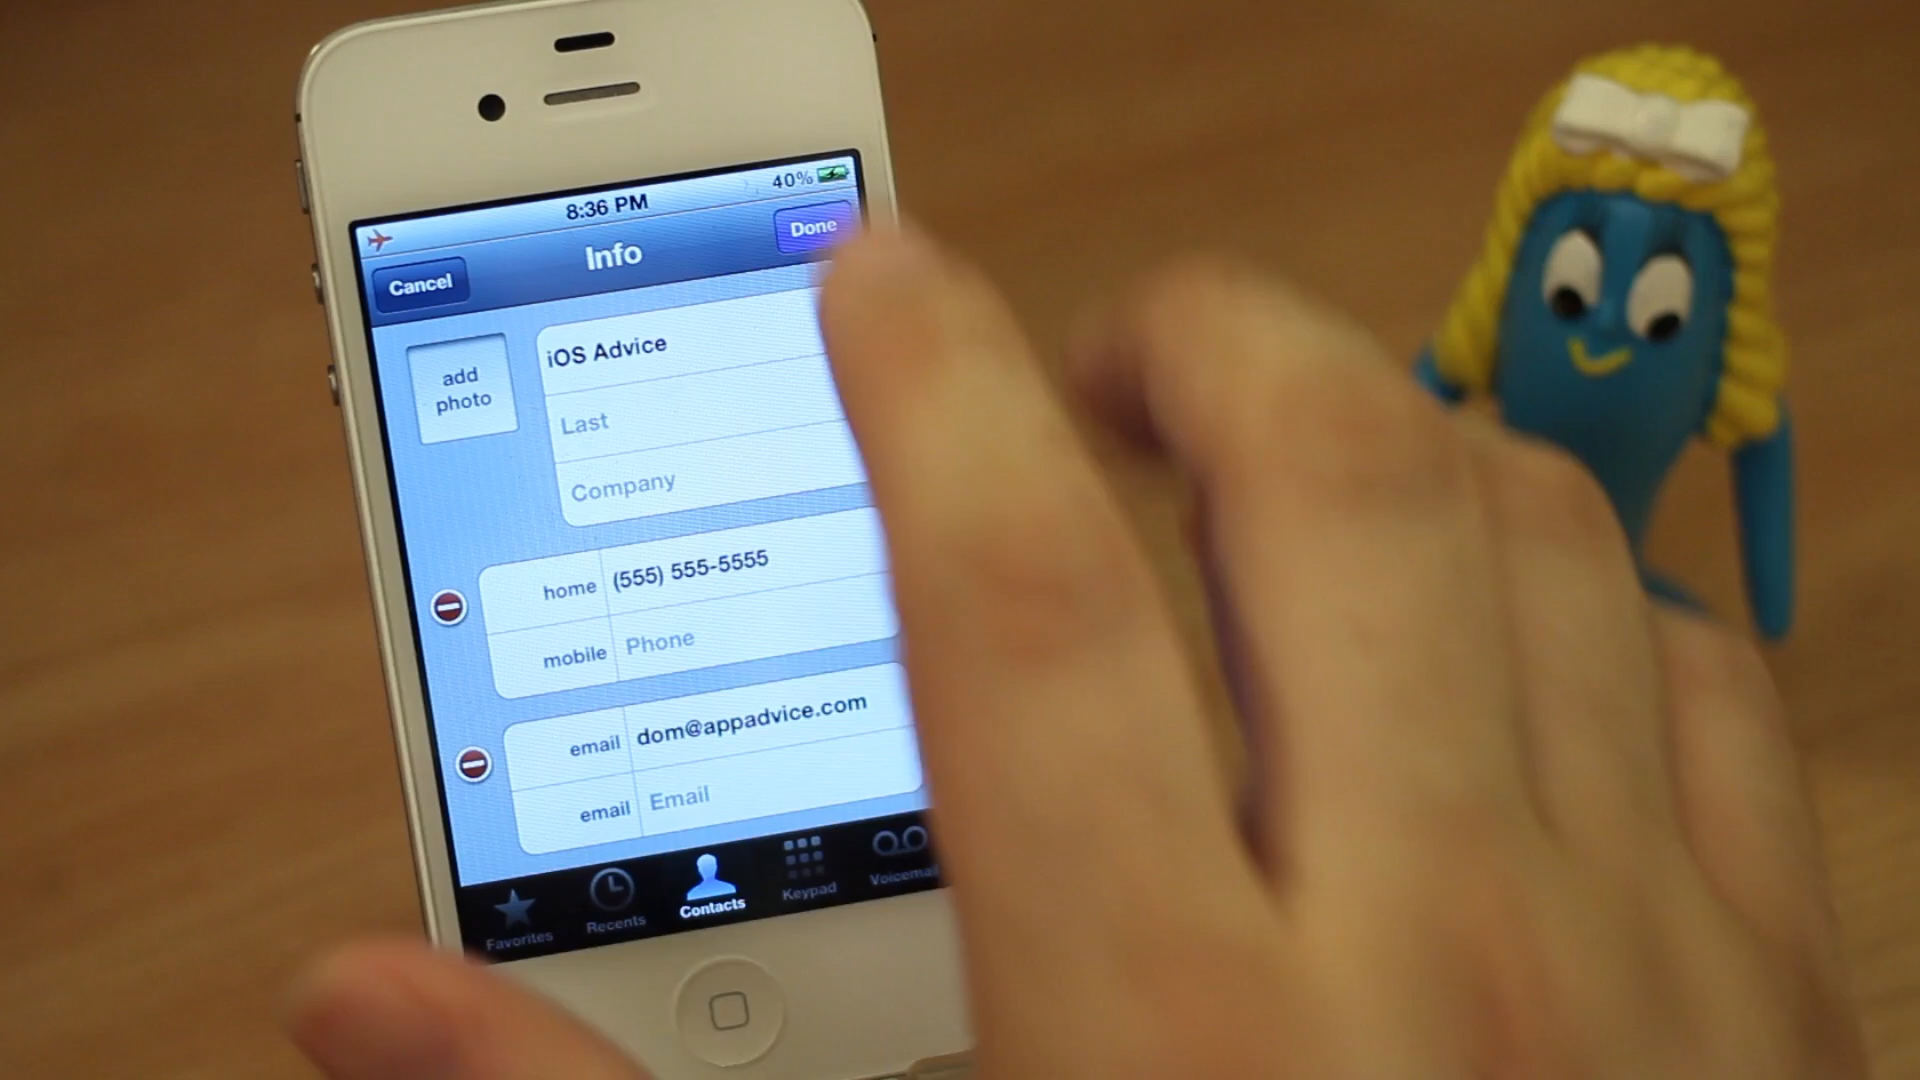 8:36 PM
40%
Cancel
Info
Done
add
photo
iOS Advice
Last
Company
home
(555) 555-5555
mobile
Phone
email
dom@appadvice.com
email
Email
Favorites
Recents
Contacts
Keypad
Voicemail